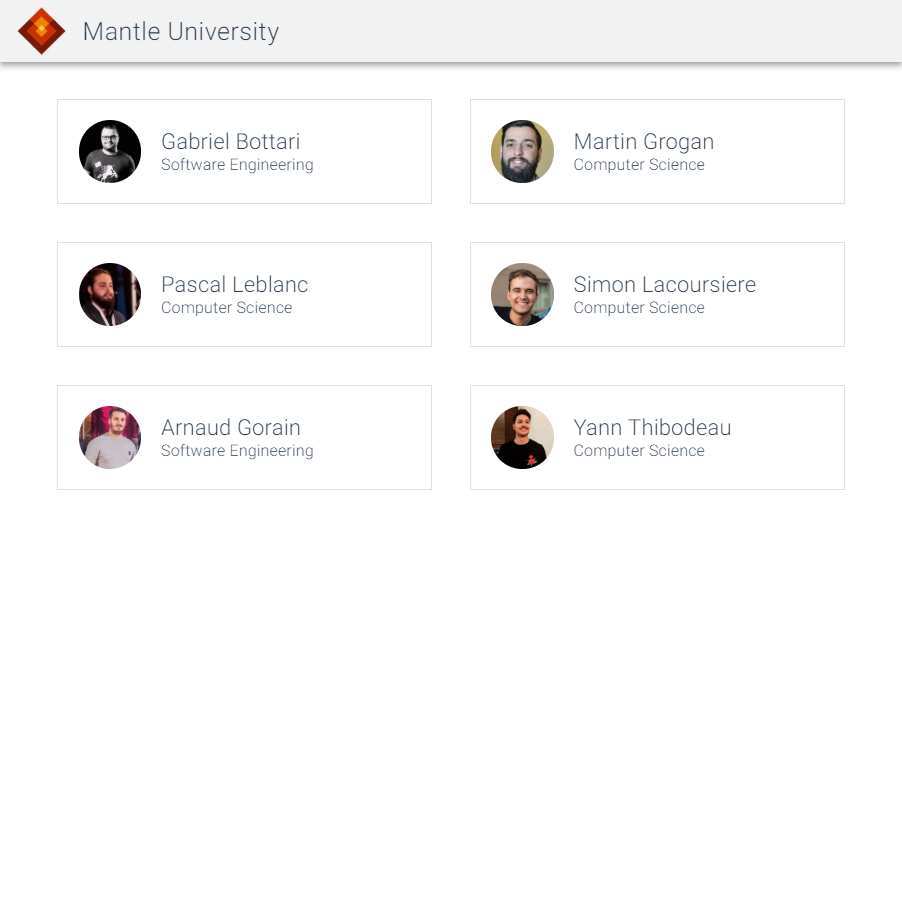 Mantle University
Gabriel Bottari
Software Engineering
Martin Grogan
Computer Science
Pascal Leblanc
Computer Science
Simon Lacoursiere
Computer Science
Arnaud Gorain
Software Engineering
Yann Thibodeau
Computer Science